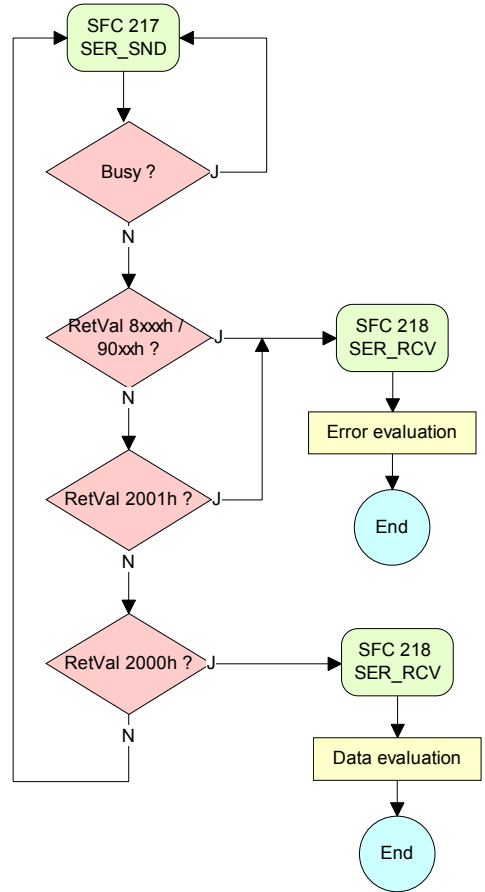 SFC 217
SER_SND
Busy ?
J
N
RetVal 8xxxh /
90xxh ?
J
SFC 218
SER_RCV
N
Error evaluation
RetVal 2001h ?
J
End
N
RetVal 2000h ?
J
SFC 218
SER_RCV
N
Data evaluation
End